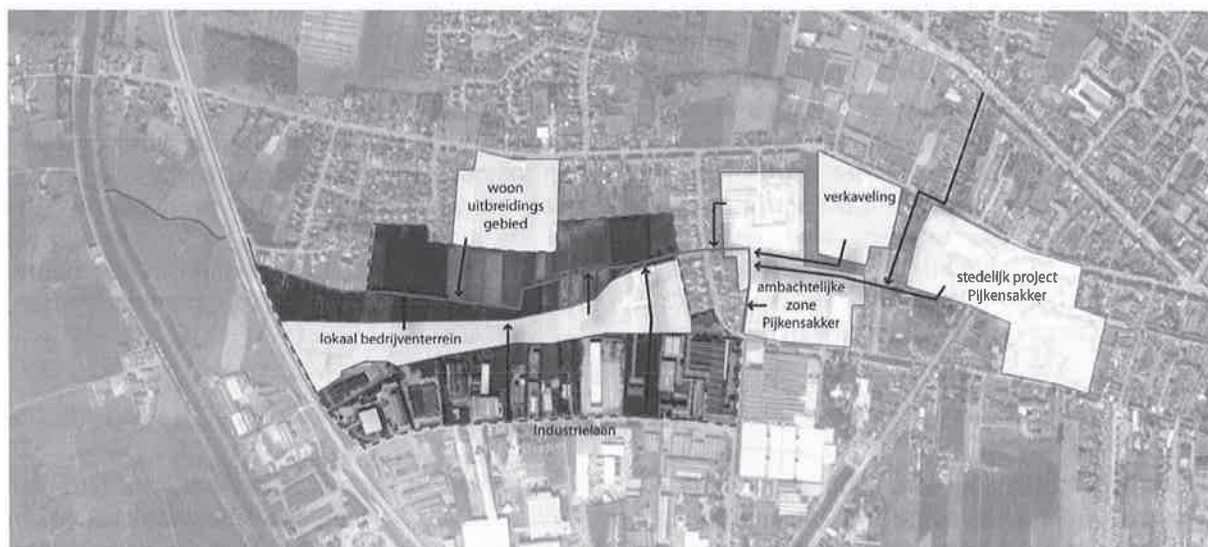 woon
uitbreidings
gebied
verkaveling
stedelijk project
Pijkensakker
ambachtelijke
zone
Pijkensakker
lokaal bedrijventerrein
Industrielaan